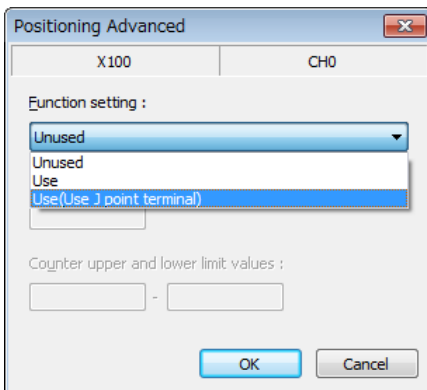 Positioning Advanced
X100 CH0
Function setting :
Unused
Unused
Use
Use(Use J point terminal)
Counter upper and lower limit values :
-
OK Cancel